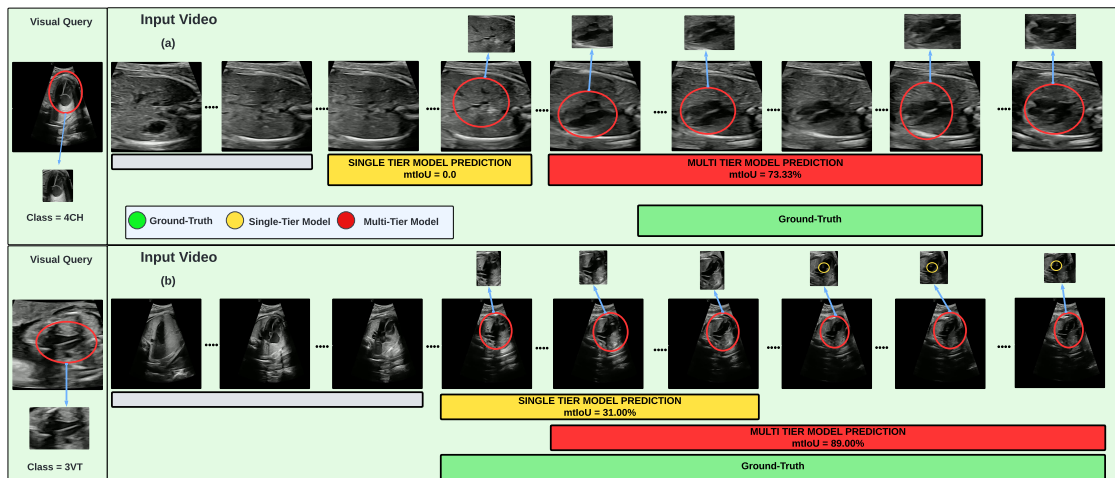 Visual Query
Input Video
(a)
SINGLE TIER MODEL PREDICTION
mtIoU = 0.0
MULTI TIER MODEL PREDICTION
mtIoU = 73.33%
Class = 4CH
Ground-Truth
Single-Tier Model
Multi-Tier Model
Ground-Truth
Visual Query
Input Video
(b)
SINGLE TIER MODEL PREDICTION
mtIoU = 31.00%
MULTI TIER MODEL PREDICTION
mtIoU = 89.00%
Class = 3VT
Ground-Truth